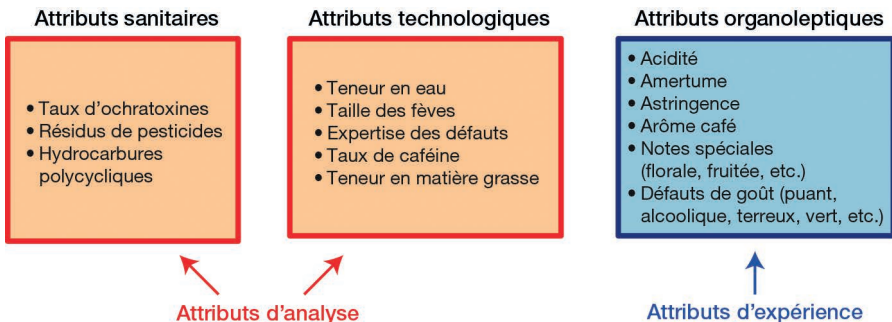 Attributs sanitaires
• Taux d'ochratoxines
• Résidus de pesticides
• Hydrocarbures
polycycliques
Attributs technologiques
• Teneur en eau
• Taille des fèves
• Expertise des défauts
• Taux de caféine
• Teneur en matière grasse
Attributs organoleptiques
• Acidité
• Amertume
• Astringence
• Arôme café
• Notes spéciales
(florale, fruitée, etc.)
• Défauts de goût (puant,
alcoolique, terreux, vert, etc.)
Attributs d'analyse
Attributs d'expérience